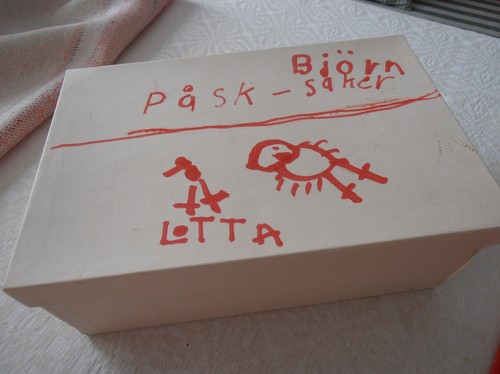 Björn
Påsk - saker
LOTTA